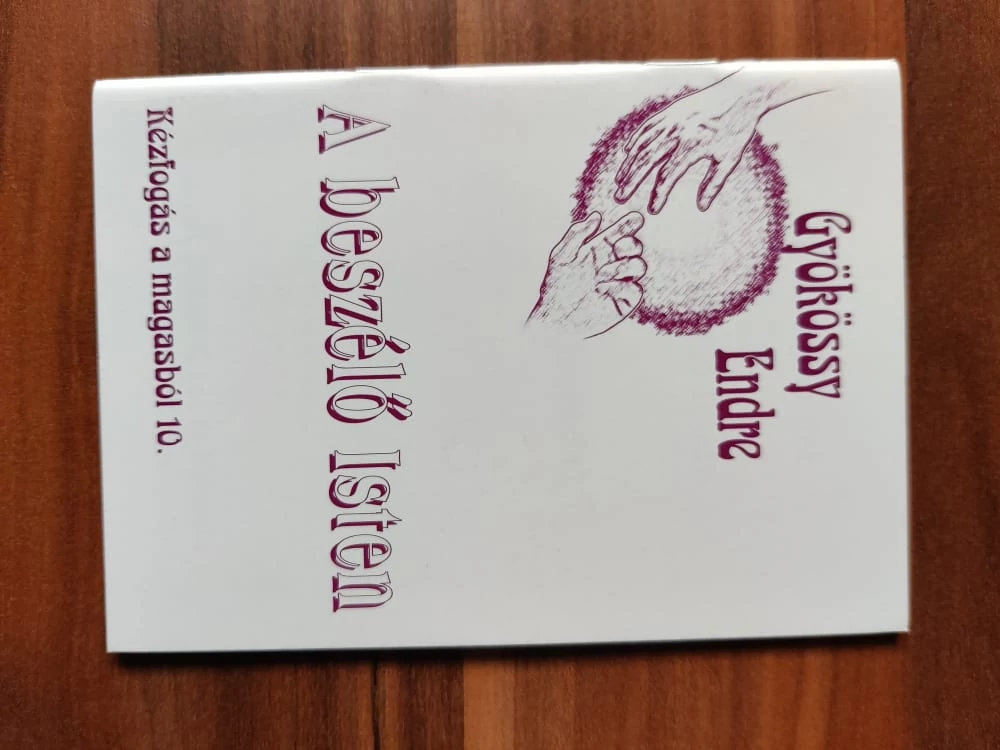 Gyökössy
Endre
A beszélő Isten
Kézfogás a magasból 10.